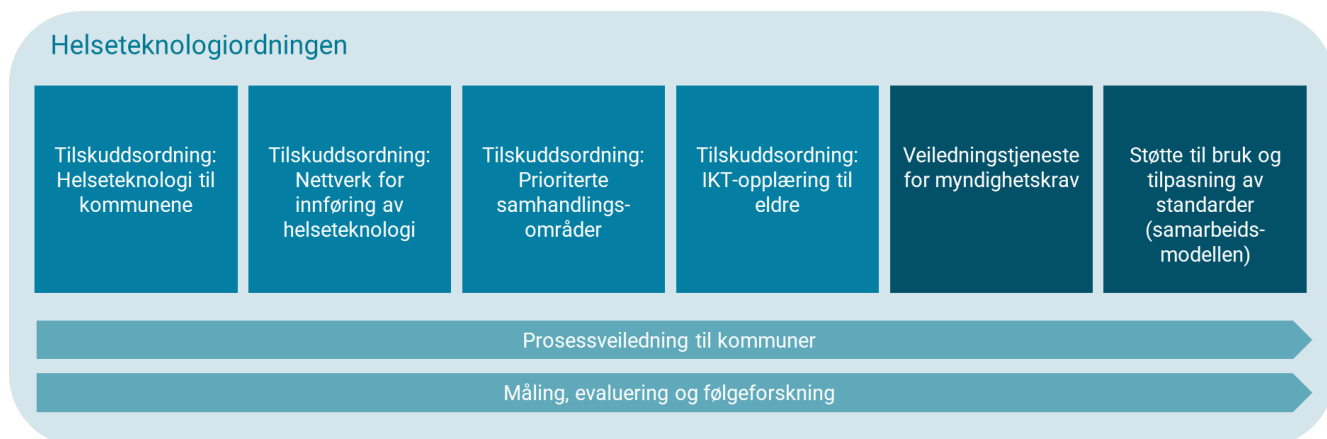 Helseteknologiordningen
Tilskuddsordning:
Helseteknologi til
kommunene
Tilskuddsordning:
Nettverk for
innføring av
helseteknologi
Tilskuddsordning:
Prioriterte
samhandlings-
områder
Tilskuddsordning:
IKT-opplæring til
eldre
Veiledningstjeneste
for myndighetskrav
Støtte til bruk og
tilpasning av
standarder
(samarbeids-
modellen)
Prosessveiledning til kommuner
Måling, evaluering og følgeforskning